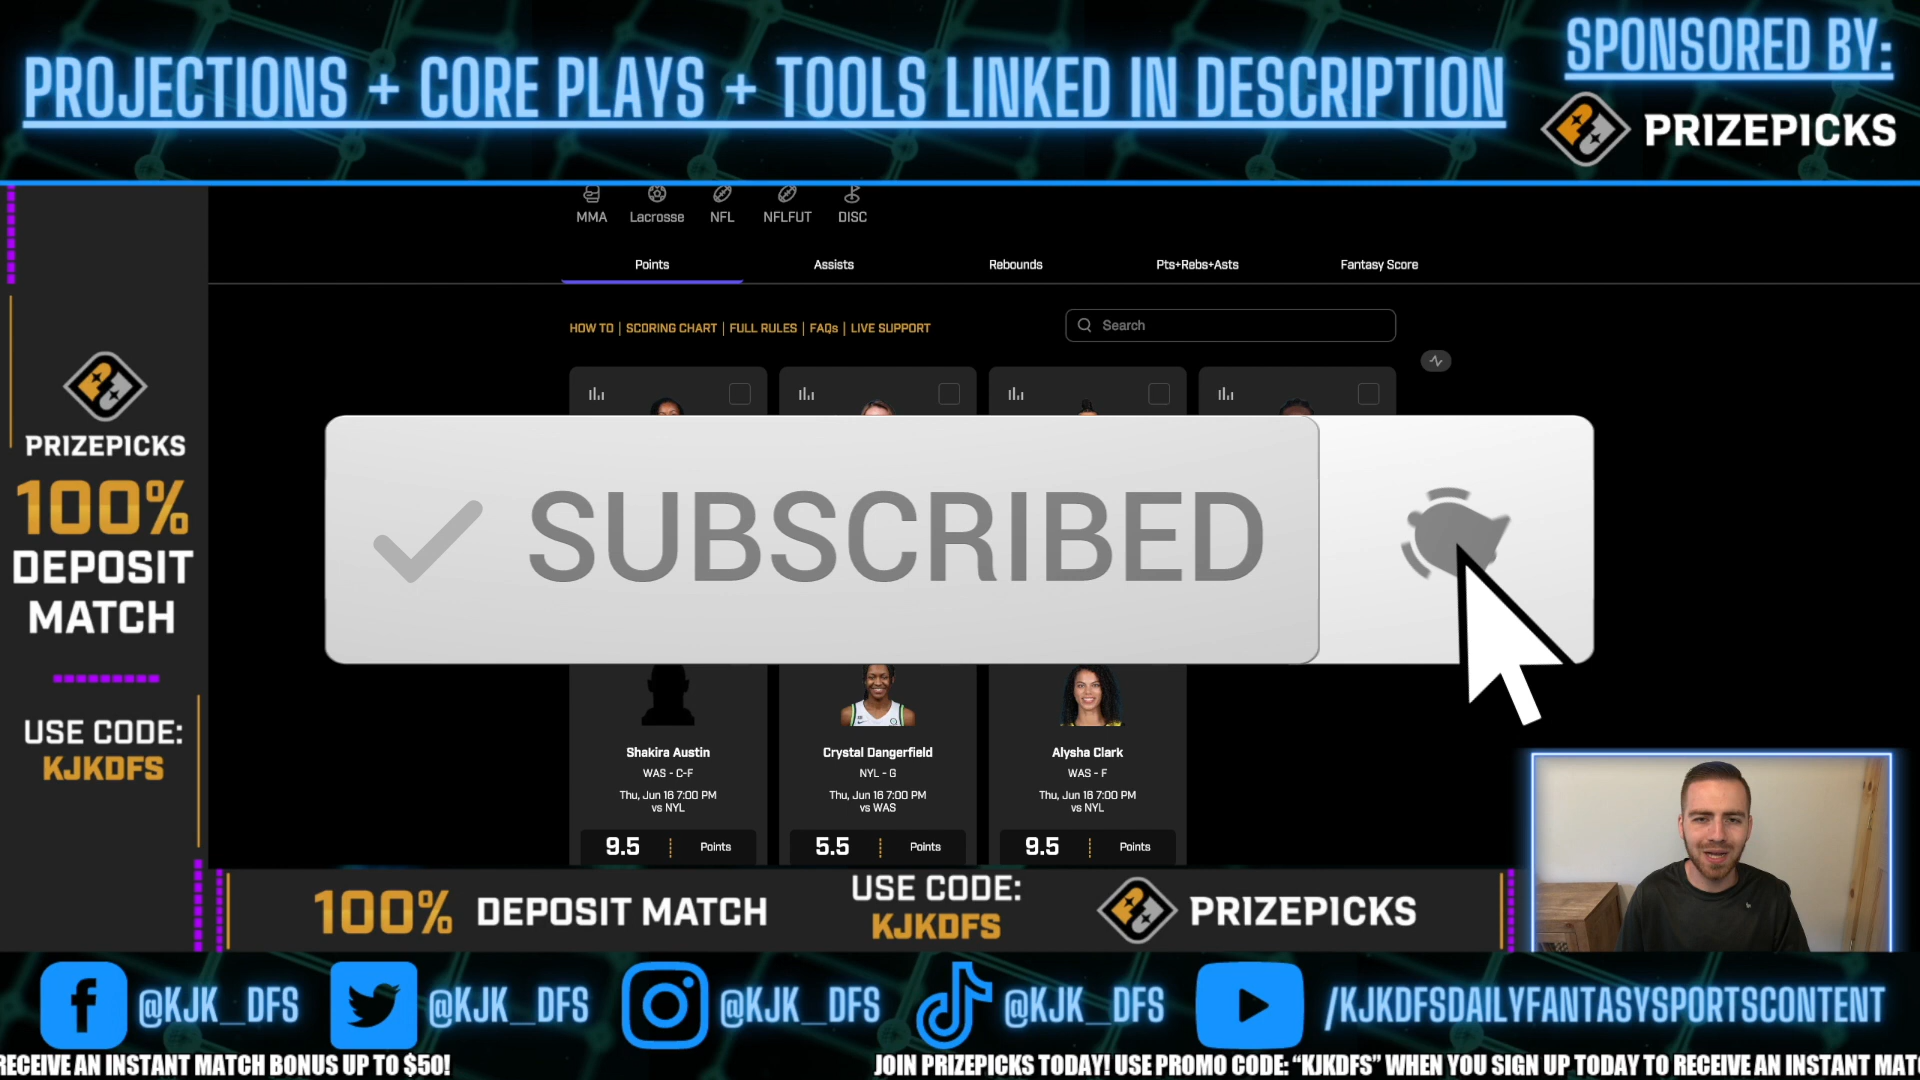 PROJECTIONS + CORE PLAYS + TOOLS LINKED IN DESCRIPTION
SPONSORED BY:
PRIZEPICKS
MMA Lacrosse NFL NFLFUT DISC
Points Assists Rebounds Pts+Rebs+Asts Fantasy Score
HOW TO | SCORING CHART | FULL RULES | FAQs | LIVE SUPPORT
Search
PRIZEPICKS
100%
DEPOSIT
MATCH
USE CODE:
KJKDFS
SUBSCRIBED
Shakira Austin
WAS - C-F
Thu, Jun 16 7:00 PM
vs NYL
9.5 Points
Crystal Dangerfield
NYL - G
Thu, Jun 16 7:00 PM
vs WAS
5.5 Points
Alysha Clark
WAS - F
Thu, Jun 16 7:00 PM
vs NYL
9.5 Points
100% DEPOSIT MATCH
USE CODE:
KJKDFS
PRIZEPICKS
@KJK_DFS @KJK_DFS @KJK_DFS @KJK_DFS /KJKDFSDAILYFANTASYSPORTSCONTENT
RECEIVE AN INSTANT MATCH BONUS UP TO $50! JOIN PRIZEPICKS TODAY! USE PROMO CODE: “KJKDFS” WHEN YOU SIGN UP TODAY TO RECEIVE AN INSTANT MAT